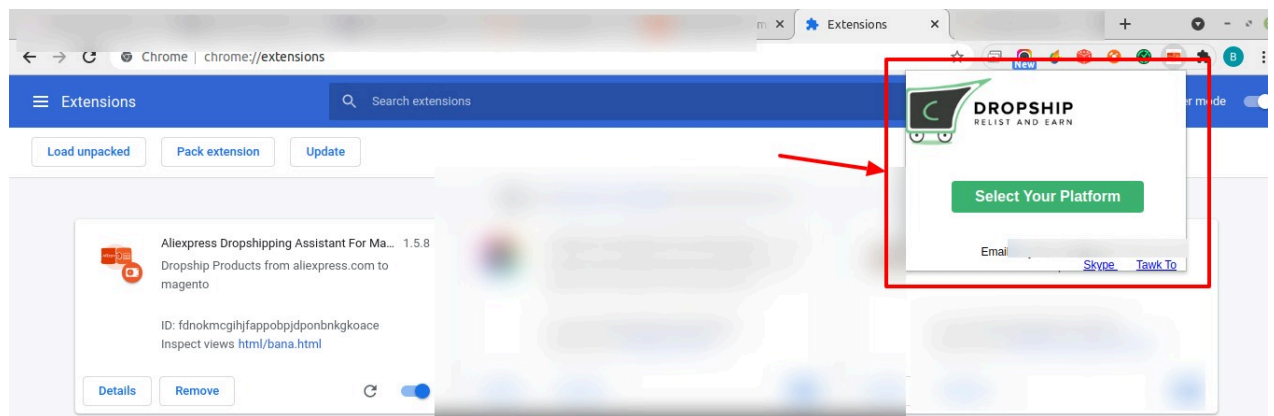 Extensions
Chrome | chrome://extensions
New
B
Extensions
Search extensions
er mode
Load unpacked
Pack extension
Update
C
DROPSHIP
RELIST AND EARN
Select Your Platform
Email
Skype
Tawk To
Aliexpress Dropshipping Assistant For Ma... 1.5.8
Dropship Products from aliexpress.com to
magento
ID: fdnokmcgihjfappobpjdponbnkgkoace
Inspect views html/bana.html
Details
Remove